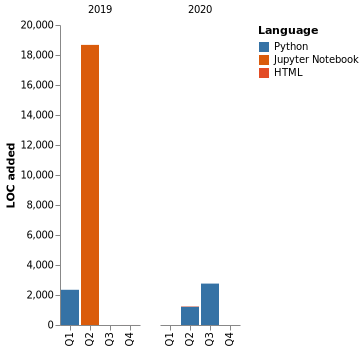 2019 2020
Language
Python
Jupyter Notebook
HTML
LOC added
20,000
18,000
16,000
14,000
12,000
10,000
8,000
6,000
4,000
2,000
0
Q1 Q2 Q3 Q4 Q1 Q2 Q3 Q4